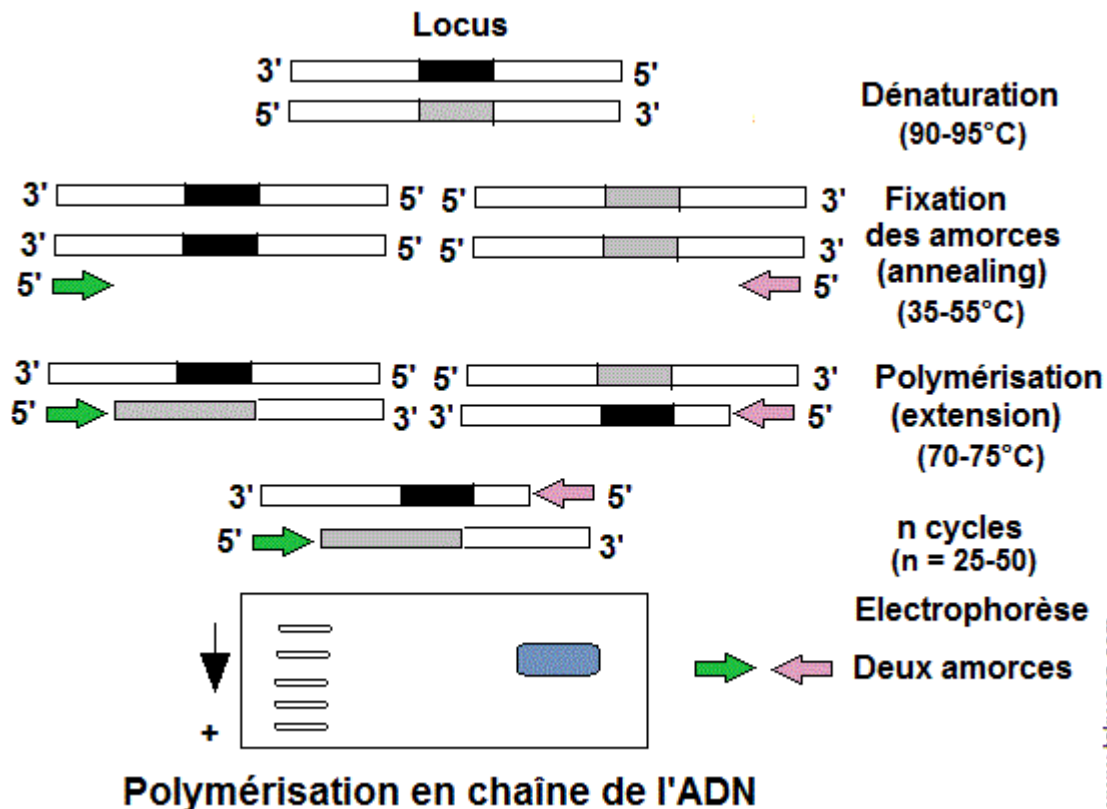 Locus
3' 5'
5' 3'
Dénaturation
(90-95°C)
3' 5' 5' 3'
3' 5' 5' 3'
5' 5'
Fixation
des amorces
(annealing)
(35-55°C)
3' 5' 5' 3'
5' 3' 3' 5'
Polymérisation
(extension)
(70-75°C)
3' 5'
5' 3'
n cycles
(n = 25-50)
Electrophorèse
Deux amorces
+
Polymérisation en chaîne de l'ADN